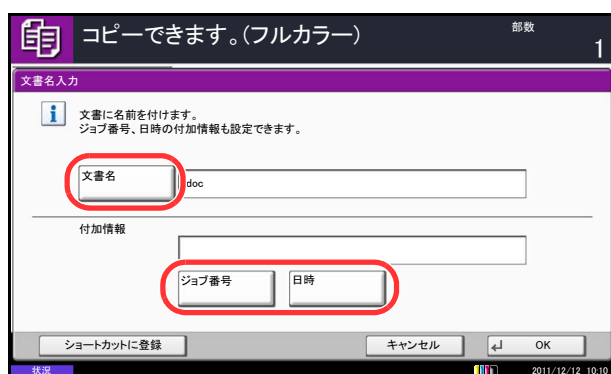 コピーできます。(フルカラー)
部数
1
文書名入力
i
文書に名前を付けます。
ジョブ番号、日時の付加情報も設定できます。
文書名
doc
付加情報
ジョブ番号
日時
ショートカットに登録
キャンセル
OK
状況
2011/12/12 10:10